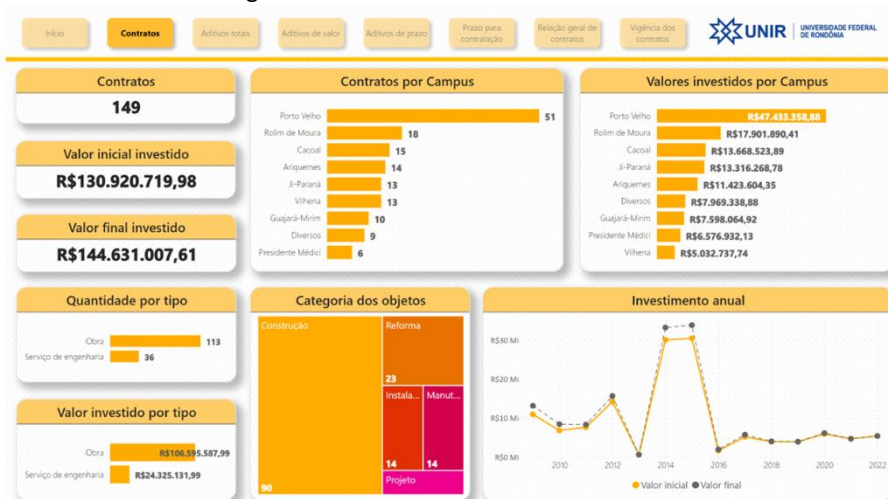 Início
Contratos
Aditivos totais
Aditivos de valor
Aditivos de prazo
Prazo para
contratação
Relação geral de
contratos
Vigência dos
contratos
UNIR
UNIVERSIDADE FEDERAL
DE RONDÔNIA
Contratos
149
Valor inicial investido
R$130.920.719,98
Valor final investido
R$144.631.007,61
Contratos por Campus
Porto Velho 51
Rolim de Moura 18
Cacoal 15
Ariquemes 14
Ji-Paraná 13
Vilhena 13
Guajará-Mirim 10
Diversos 9
Presidente Médici 6
Valores investidos por Campus
Porto Velho R$47.433.358,88
Rolim de Moura R$17.901.890,41
Cacoal R$13.668.523,89
Ji-Paraná R$13.316.268,78
Ariquemes R$11.423.604,35
Diversos R$7.969.338,88
Guajará-Mirim R$7.598.064,92
Presidente Médici R$6.576.932,13
Vilhena R$5.032.737,74
Quantidade por tipo
Obra 113
Serviço de engenharia 36
Valor investido por tipo
Obra R$106.595.587,99
Serviço de engenharia R$24.325.131,99
Categoria dos objetos
Construção
90
Reforma
23
Instala...
14
Manut...
14
Projeto
Investimento anual
R$30 Mi
R$20 Mi
R$10 Mi
R$0 Mi
2010 2012 2014 2016 2018 2020 2022
Valor inicial Valor final